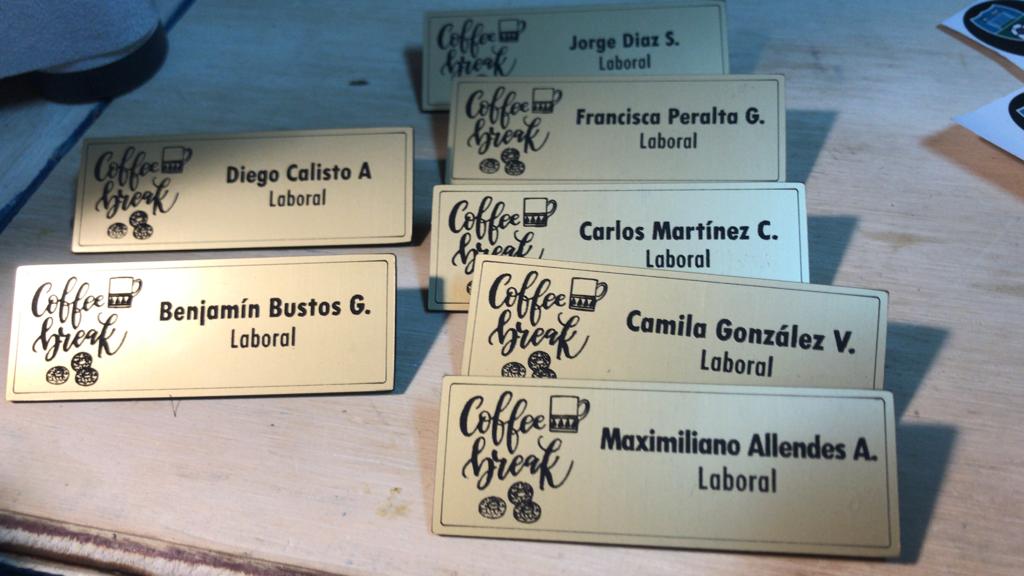 Coffee
break
Jorge Diaz S.
Laboral
Coffee
break
Francisca Peralta G.
Laboral
Coffee
break
Diego Calisto A
Laboral
Coffee
break
Carlos Martínez C.
Laboral
Coffee
break
Benjamín Bustos G.
Laboral
Coffee
break
Camila González V.
Laboral
Coffee
break
Maximiliano Allendes A.
Laboral